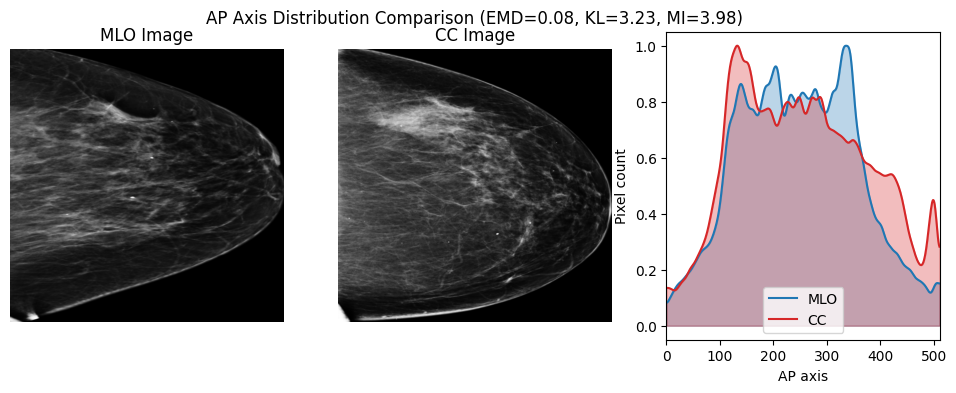 AP Axis Distribution Comparison (EMD=0.08, KL=3.23, MI=3.98)
MLO Image
CC Image
1.0
0.8
0.6
0.4
0.2
0.0
Pixel count
MLO
CC
0
100
200
300
400
500
AP axis